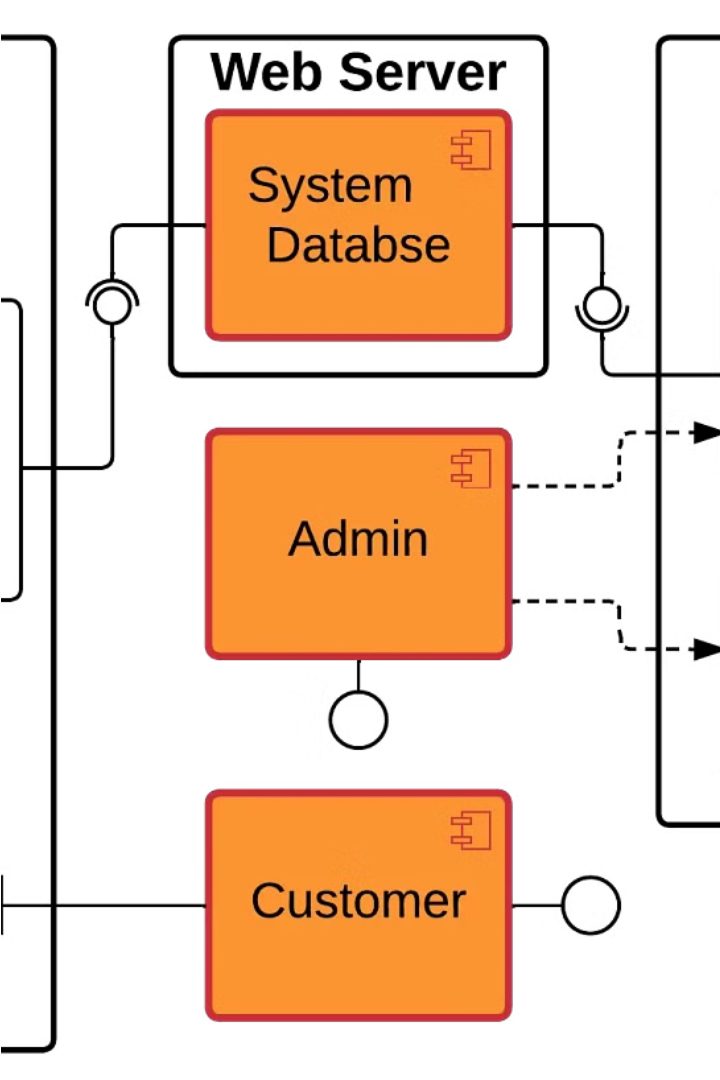 Web Server
System
Databse
Admin
Customer